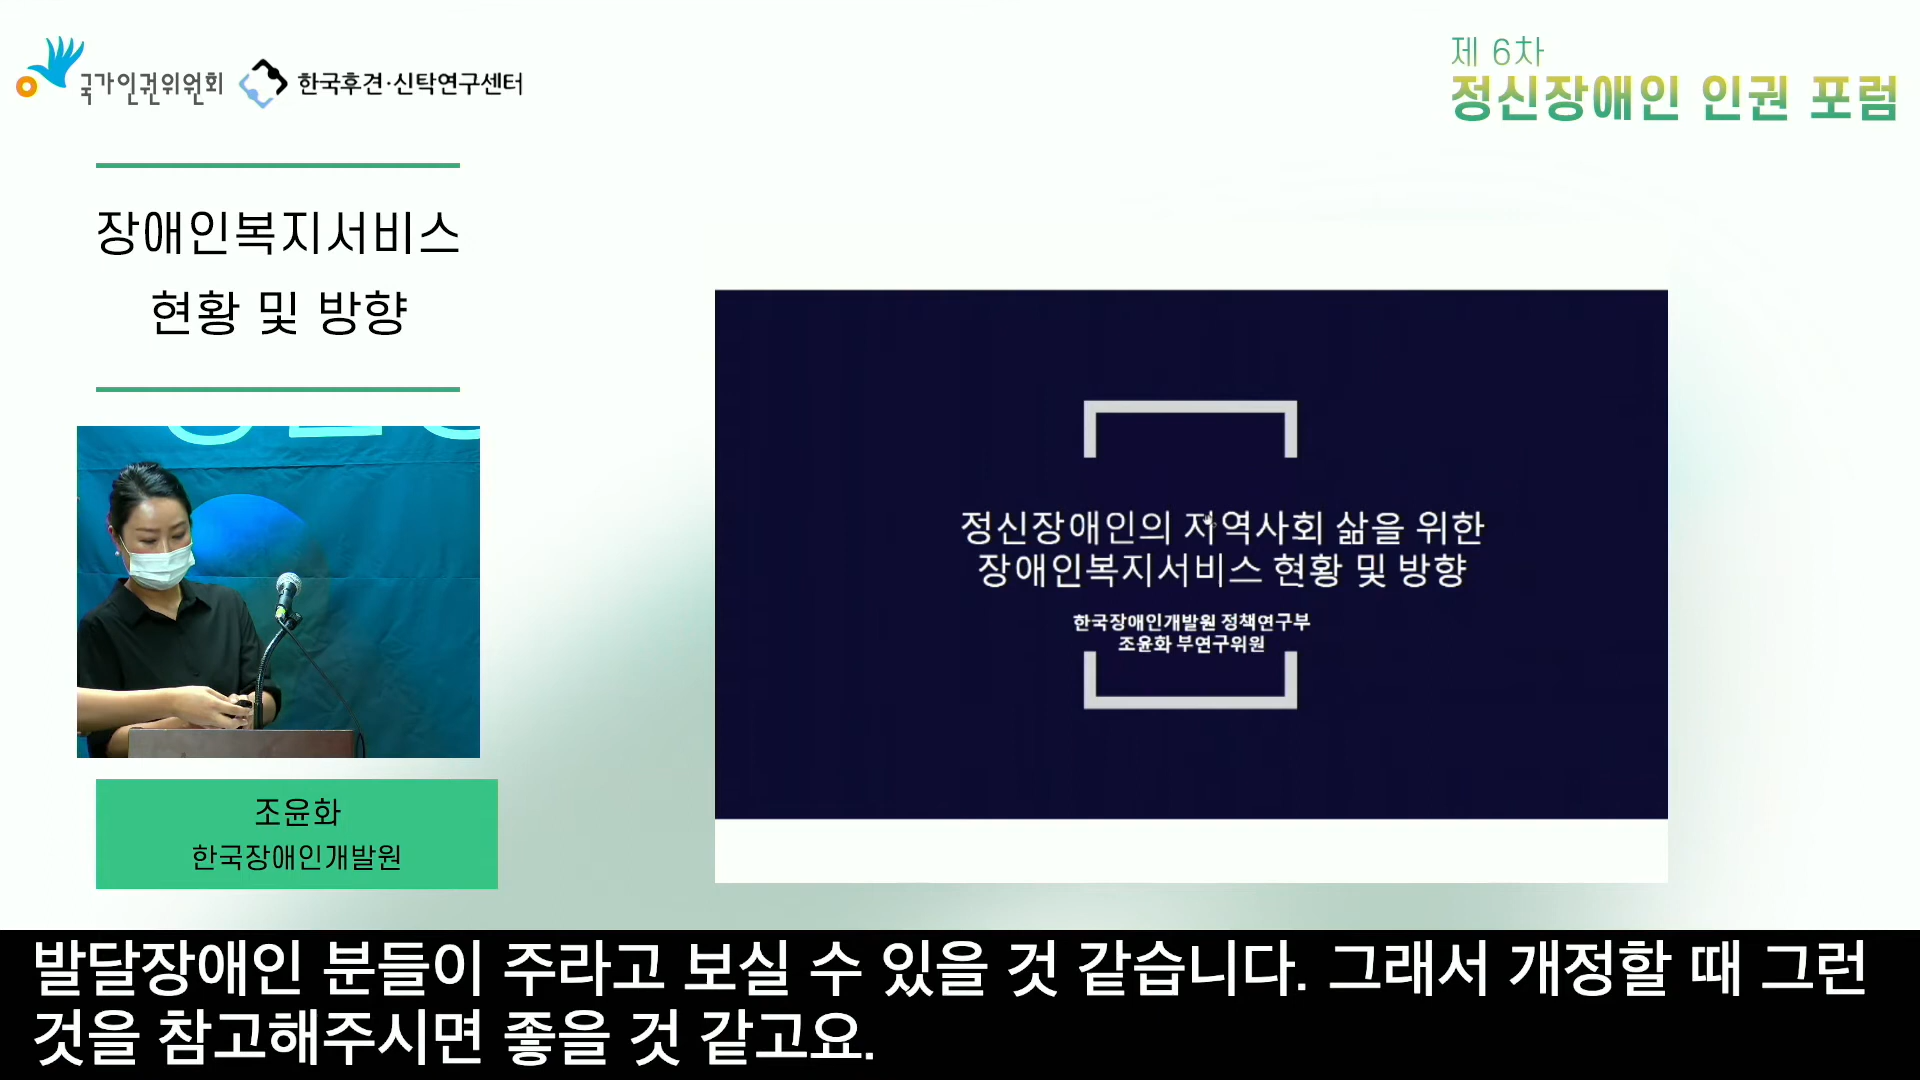 국가인권위원회 한국후견·신탁연구센터
제 6차
정신장애인 인권 포럼
장애인복지서비스
현황 및 방향
정신장애인의 지역사회 삶을 위한
장애인복지서비스 현황 및 방향
한국장애인개발원 정책연구부
조윤화 부연구위원
조윤화
한국장애인개발원
발달장애인 분들이 주라고 보실 수 있을 것 같습니다. 그래서 개정할 때 그런
것을 참고해주시면 좋을 것 같고요.